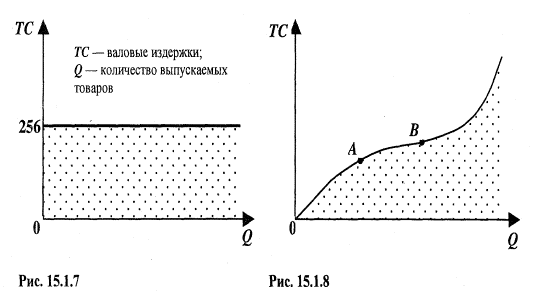 TC
TC — валовые издержки;
Q — количество выпускаемых
товаров
256
0
Q
Рис. 15.1.7
TC
A
B
0
Q
Рис. 15.1.8